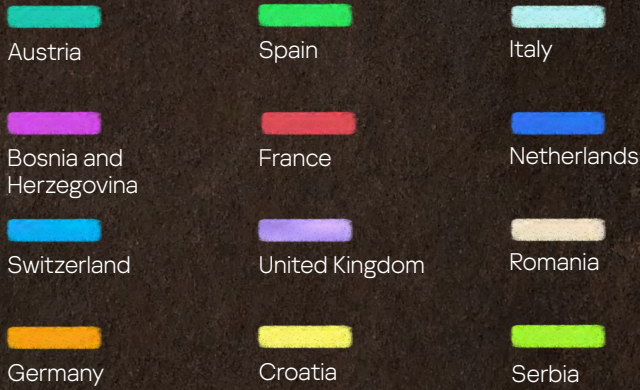 Austria
Spain
Italy
Bosnia and
Herzegovina
France
Netherlands
Switzerland
United Kingdom
Romania
Germany
Croatia
Serbia